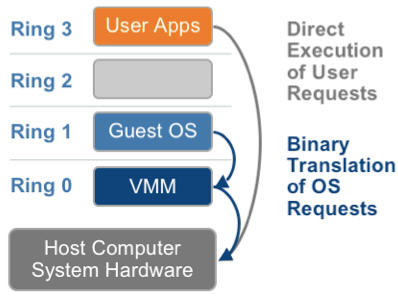 Ring 3
User Apps
Ring 2
Ring 1
Guest OS
Ring 0
VMM
Host Computer
System Hardware
Direct
Execution
of User
Requests
Binary
Translation
of OS
Requests